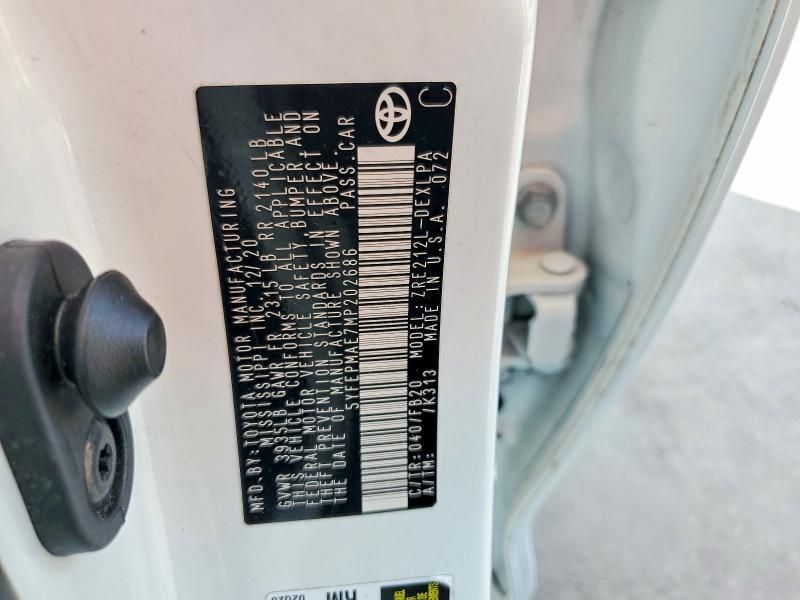 MFD.BY:TOYOTA MOTOR MANUFACTURING
MISSISSIPPI INC. 12/20
GVWR 3935LB GAWR FR 2315 LB RR 2140LB
THIS VEHICLE CONFORMS TO ALL APPLICABLE
FEDERAL MOTOR VEHICLE SAFETY, BUMPER AND
THEFT PREVENTION STANDARDS IN EFFECT ON
THE DATE OF MANUFACTURE SHOWN ABOVE.
5YFEPMAE7MP202686 PASS.CAR
C/TR:040/FB20 MODEL: ZRE212L-DEXLPA
A/TM: /K313 MADE IN U.S.A. 072
C